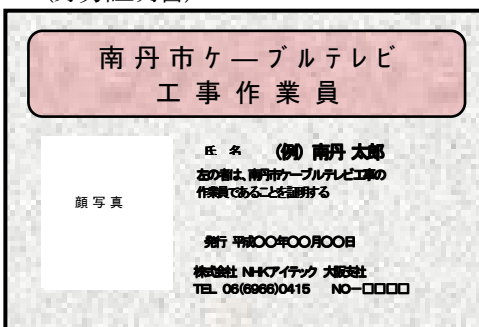 南丹市ケ―ブルテレビ
工事作業員
顔写真
氏 名 (例) 南丹 太郎
左の者は、南丹市ケーブルテレビ工事の
作業員であることを証明する
発行 平成〇〇年〇〇月〇〇日
株式会社 NHKアイテック 大阪支社
TEL 06(6966)0415 NO－□□□□